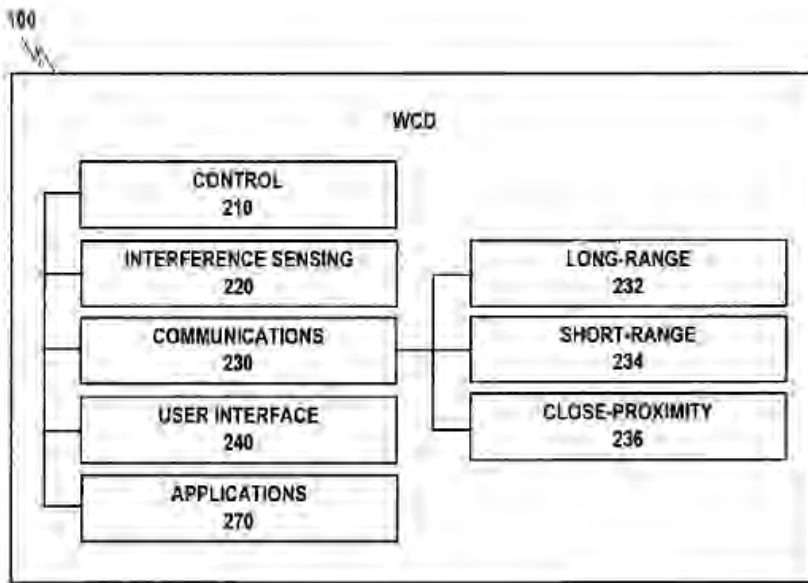 100
WCD
CONTROL
210
INTERFERENCE SENSING
220
COMMUNICATIONS
230
USER INTERFACE
240
APPLICATIONS
270
LONG-RANGE
232
SHORT-RANGE
234
CLOSE-PROXIMITY
236